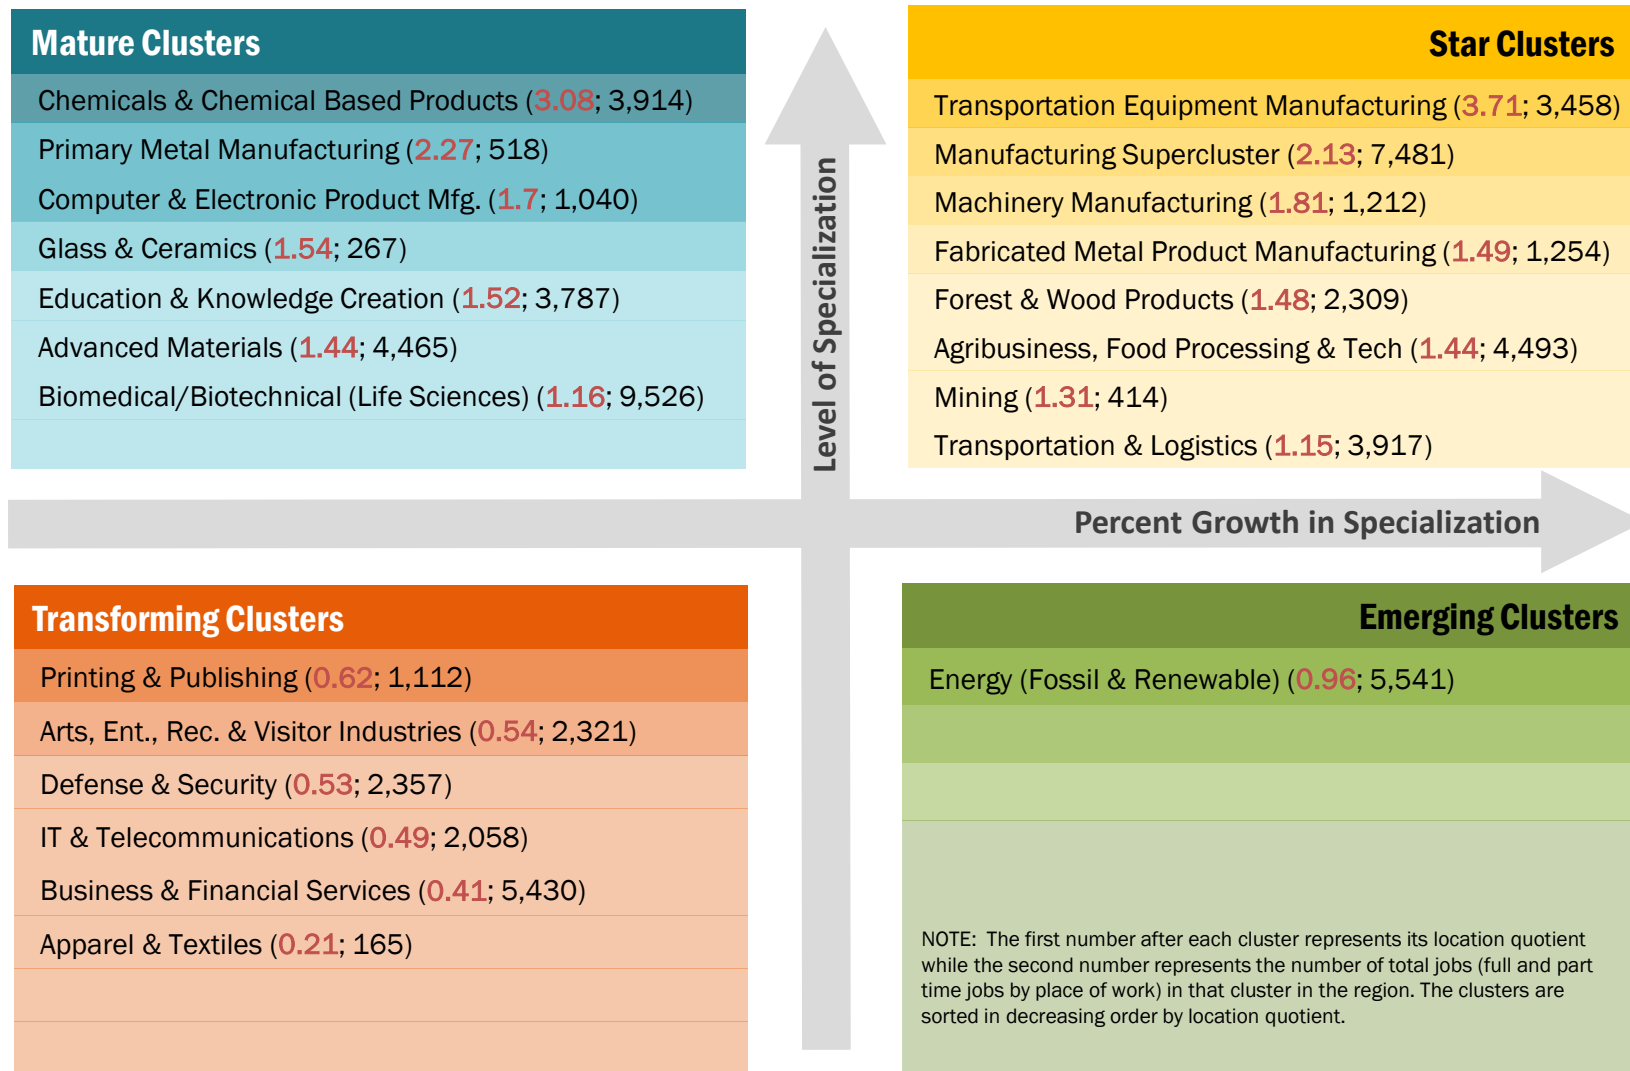 Mature Clusters
Chemicals & Chemical Based Products (3.08; 3,914)
Primary Metal Manufacturing (2.27; 518)
Computer & Electronic Product Mfg. (1.7; 1,040)
Glass & Ceramics (1.54; 267)
Education & Knowledge Creation (1.52; 3,787)
Advanced Materials (1.44; 4,465)
Biomedical/Biotechnical (Life Sciences) (1.16; 9,526)
Level of Specialization
Star Clusters
Transportation Equipment Manufacturing (3.71; 3,458)
Manufacturing Supercluster (2.13; 7,481)
Machinery Manufacturing (1.81; 1,212)
Fabricated Metal Product Manufacturing (1.49; 1,254)
Forest & Wood Products (1.48; 2,309)
Agribusiness, Food Processing & Tech (1.44; 4,493)
Mining (1.31; 414)
Transportation & Logistics (1.15; 3,917)
Percent Growth in Specialization
Transforming Clusters
Printing & Publishing (0.62; 1,112)
Arts, Ent., Rec. & Visitor Industries (0.54; 2,321)
Defense & Security (0.53; 2,357)
IT & Telecommunications (0.49; 2,058)
Business & Financial Services (0.41; 5,430)
Apparel & Textiles (0.21; 165)
Emerging Clusters
Energy (Fossil & Renewable) (0.96; 5,541)
NOTE: The first number after each cluster represents its location quotient
while the second number represents the number of total jobs (full and part
time jobs by place of work) in that cluster in the region. The clusters are
sorted in decreasing order by location quotient.